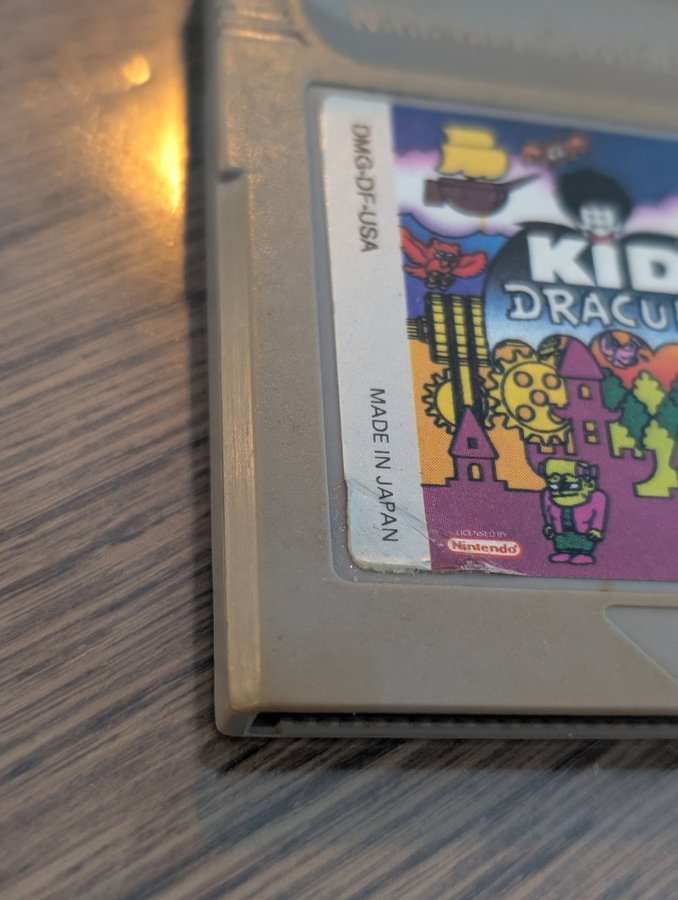 DMG-DF-USA
KID
DRACU
MADE IN JAPAN
LICENSED BY
Nintendo